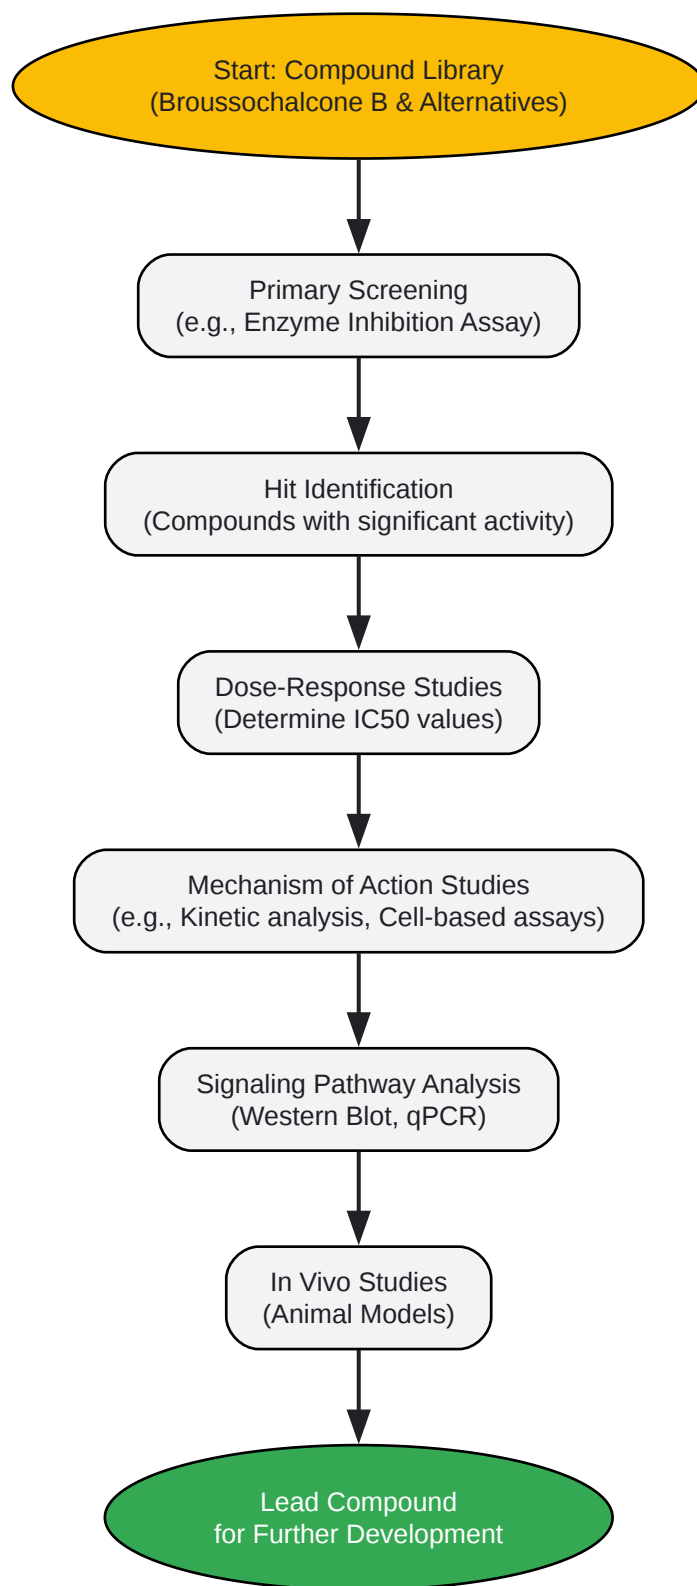 Start: Compound Library
(Broussochalcone B & Alternatives)
Primary Screening
(e.g., Enzyme Inhibition Assay)
Hit Identification
(Compounds with significant activity)
Dose-Response Studies
(Determine IC50 values)
Mechanism of Action Studies
(e.g., Kinetic analysis, Cell-based assays)
Signaling Pathway Analysis
(Western Blot, qPCR)
In Vivo Studies
(Animal Models)
Lead Compound
for Further Development